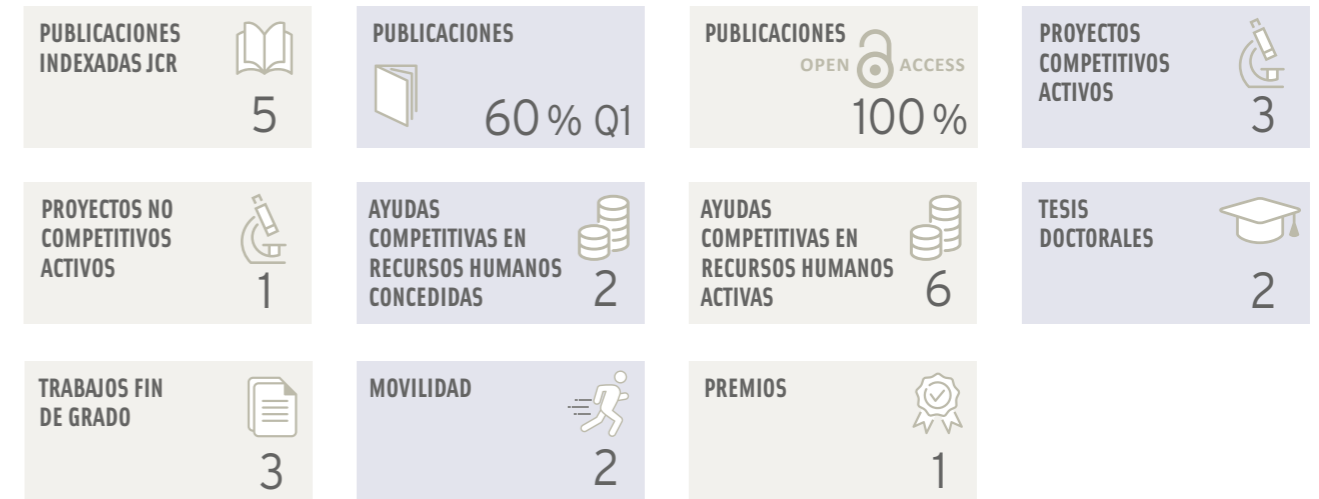 PUBLICACIONES
INDEXADAS JCR
5
PUBLICACIONES
60 % Q1
PUBLICACIONES
OPEN ACCESS
100 %
PROYECTOS
COMPETITIVOS
ACTIVOS
3
PROYECTOS NO
COMPETITIVOS
ACTIVOS
1
AYUDAS
COMPETITIVAS EN
RECURSOS HUMANOS
CONCEDIDAS
2
AYUDAS
COMPETITIVAS EN
RECURSOS HUMANOS
ACTIVAS
6
TESIS
DOCTORALES
2
TRABAJOS FIN
DE GRADO
3
MOVILIDAD
2
PREMIOS
1